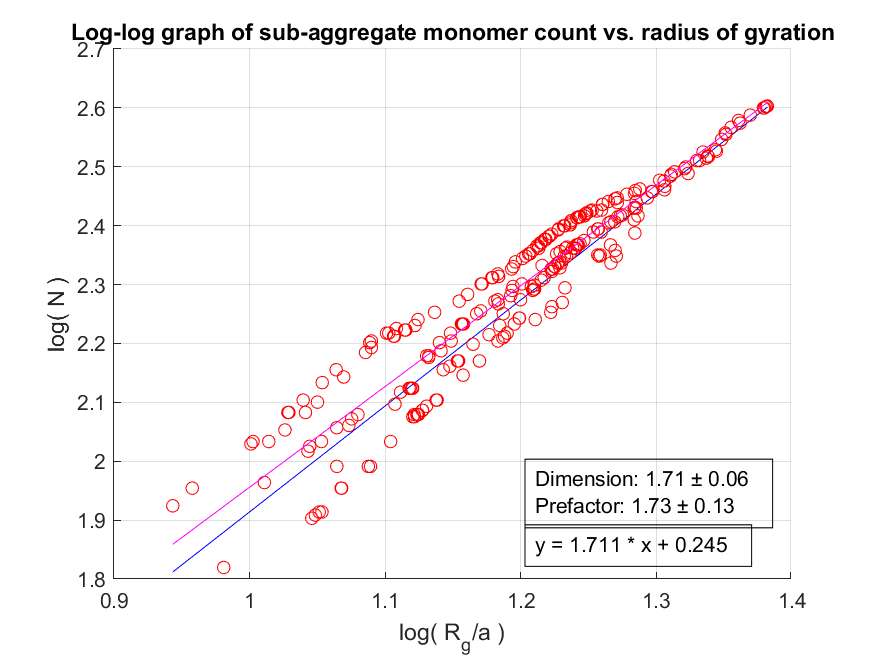 Log-log graph of sub-aggregate monomer count vs. radius of gyration
2.7
2.6
2.5
2.4
2.3
2.2
2.1
2
1.9
1.8
log( N )
Dimension: 1.71 ± 0.06
Prefactor: 1.73 ± 0.13
y = 1.711 * x + 0.245
0.9 1 1.1 1.2 1.3 1.4
log( R_g/a )